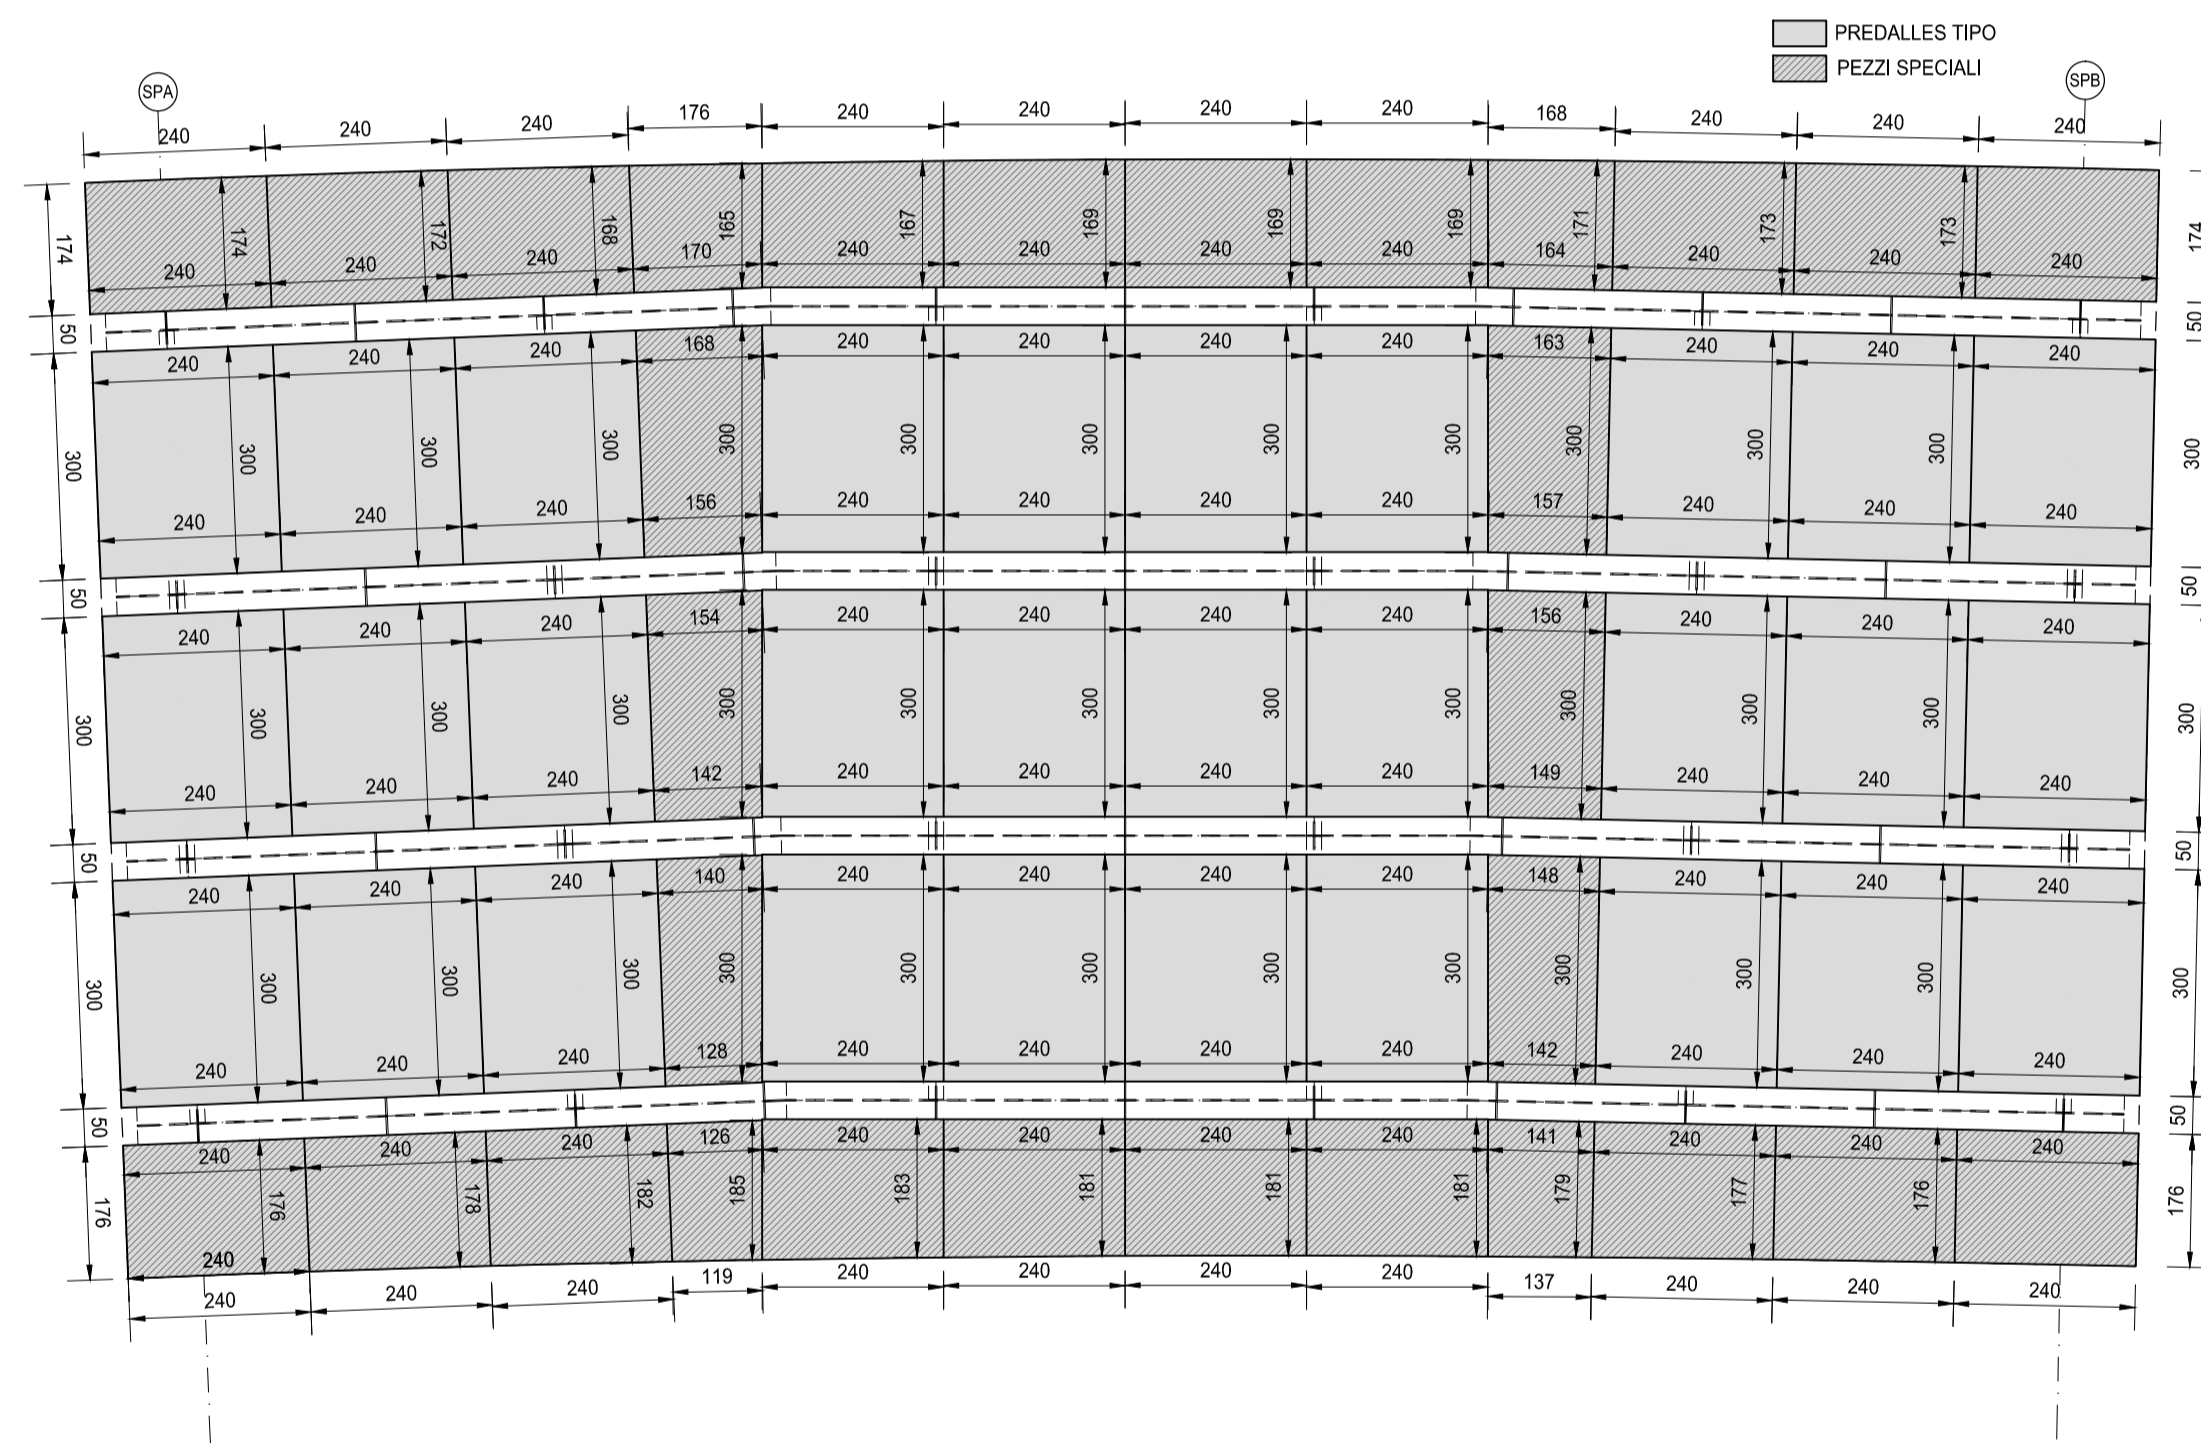 PREDALLES TIPO
PEZZI SPECIALI
SPA
SPB
240 240 240 176 240 240 240 240 168 240 240 240
174 174 172 168 165 167 169 169 169 171 173 173 174
240 240 240 170 240 240 240 240 164 240 240 240
50 50
240 240 240 168 240 240 240 240 163 240 240 240
300 300 300 300 300 300 300 300 300 300 300 300 300
240 240 240 156 240 240 240 240 157 240 240 240
50 50
240 240 240 154 240 240 240 240 156 240 240 240
300 300 300 300 300 300 300 300 300 300 300 300 300
240 240 240 142 240 240 240 240 149 240 240 240
50 50
240 240 240 140 240 240 240 240 148 240 240 240
300 300 300 300 300 300 300 300 300 300 300 300 300
240 240 240 128 240 240 240 240 142 240 240 240
50 50
240 240 240 126 240 240 240 240 141 240 240 240
176 176 178 182 185 183 181 181 181 179 177 176 176
240
240 240 240 119 240 240 240 240 137 240 240 240